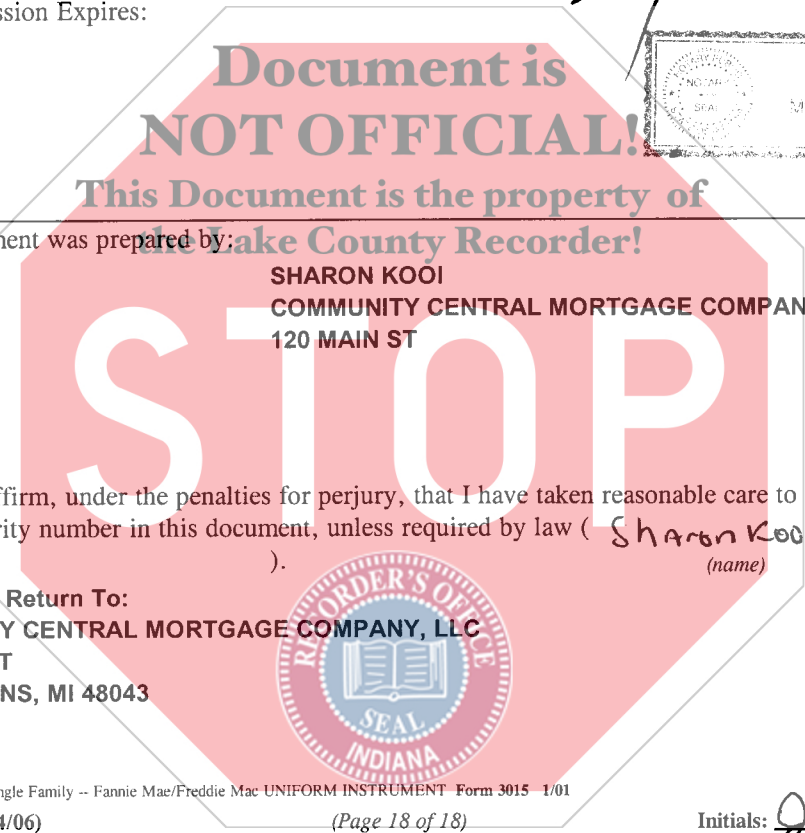 ssion Expires:
Document is
NOT OFFICIAL!
NOTAR
SEAL
This Document is the property of
the Lake County Recorder!
nent was prepared by:
SHARON KOOI
COMMUNITY CENTRAL MORTGAGE COMPAN
120 MAIN ST
STOP
ffirm, under the penalties for perjury, that I have taken reasonable care to
rity number in this document, unless required by law ( Sharon Koo
). (name)
Return To:
Y CENTRAL MORTGAGE COMPANY, LLC
T
NS, MI 48043
RECORDER'S OFFICE
SEAL
INDIANA
ngle Family -- Fannie Mae/Freddie Mac UNIFORM INSTRUMENT Form 3015 1/01
4/06) (Page 18 of 18) Initials: